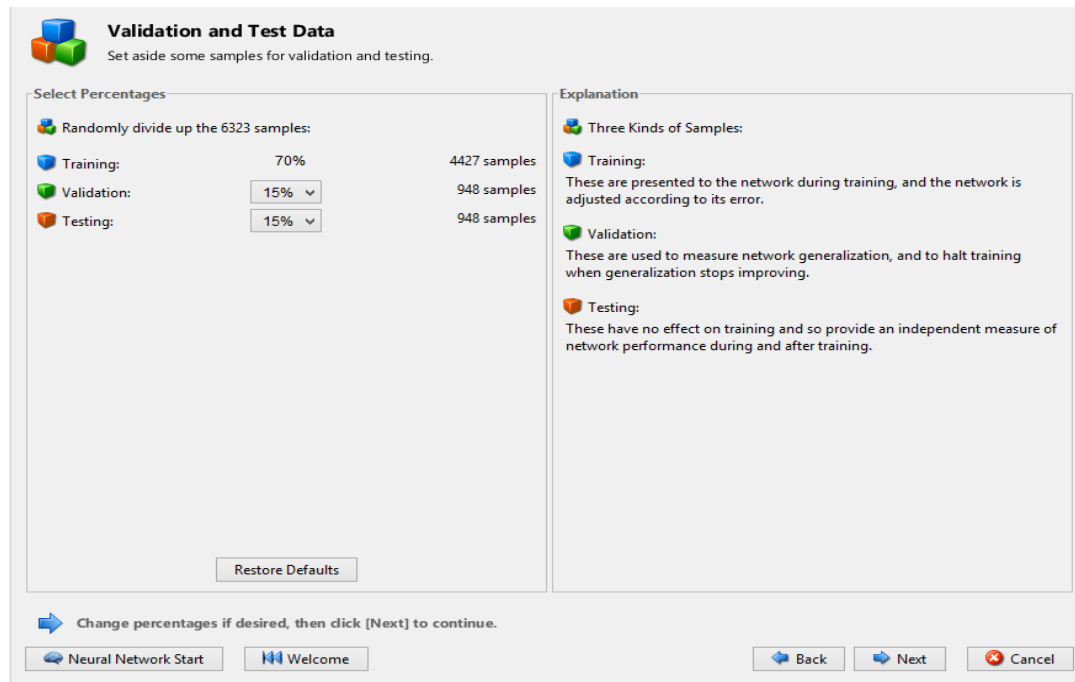 Validation and Test Data
Set aside some samples for validation and testing.
Select Percentages
Randomly divide up the 6323 samples:
Training: 70% 4427 samples
Validation: 15% 948 samples
Testing: 15% 948 samples
Restore Defaults
Explanation
Three Kinds of Samples:
Training:
These are presented to the network during training, and the network is
adjusted according to its error.
Validation:
These are used to measure network generalization, and to halt training
when generalization stops improving.
Testing:
These have no effect on training and so provide an independent measure of
network performance during and after training.
Change percentages if desired, then click [Next] to continue.
Neural Network Start Welcome Back Next Cancel